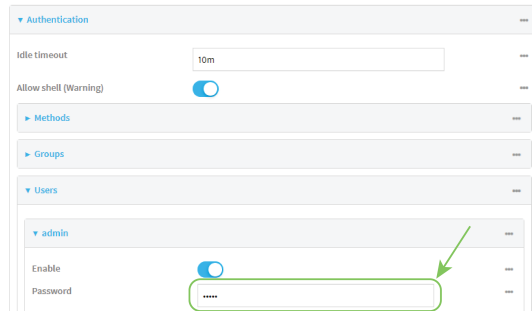 Authentication
Idle timeout
10m
Allow shell (Warning)
Methods
Groups
Users
admin
Enable
Password
•••••